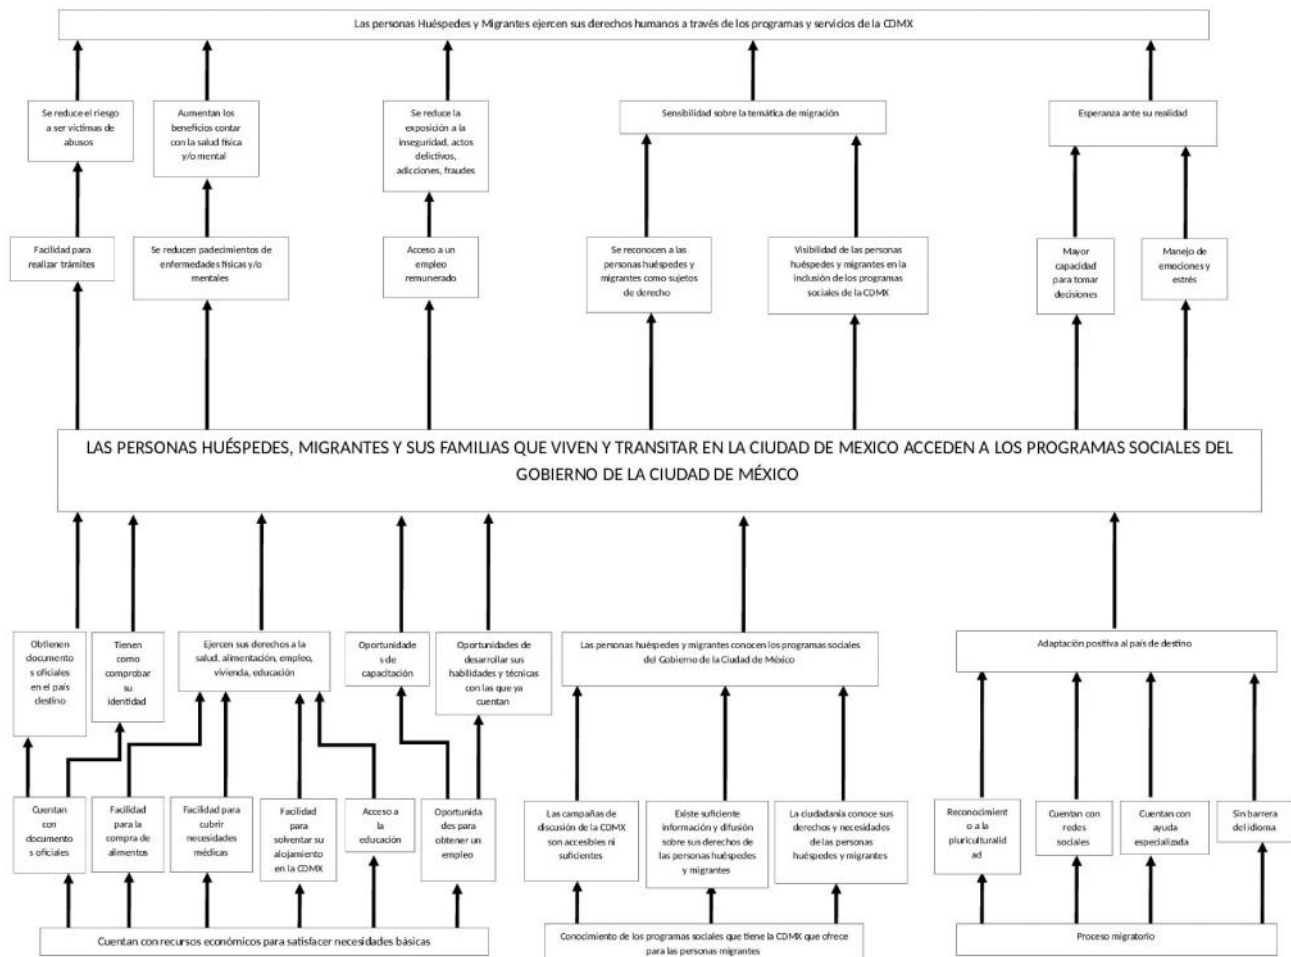 Las personas Huéspedes y Migrantes ejercen sus derechos humanos a través de los programas y servicios de la CDMX
Se reduce el riesgo
a ser víctimas de
abusos
Aumentan los
beneficios contar
con la salud física
y/o mental
Se reduce la
exposición a la
inseguridad, actos
delictivos,
adicciones, fraudes
Sensibilidad sobre la temática de migración
Esperanza ante su realidad
Facilidad para
realizar trámites
Se reducen padecimientos de
enfermedades físicas y/o
mentales
Acceso a un
empleo
remunerado
Se reconocen a las
personas huéspedes y
migrantes como sujetos
de derecho
Visibilidad de las personas
huéspedes y migrantes en la
inclusión de los programas
sociales de la CDMX
Mayor
capacidad
para tomar
decisiones
Manejo de
emociones y
estrés
LAS PERSONAS HUÉSPEDES, MIGRANTES Y SUS FAMILIAS QUE VIVEN Y TRANSITAR EN LA CIUDAD DE MEXICO ACCEDEN A LOS PROGRAMAS SOCIALES DEL
GOBIERNO DE LA CIUDAD DE MÉXICO
Obtienen
documento
s oficiales
en el país
destino
Tienen
como
comprobar
su
identidad
Ejercen sus derechos a la
salud, alimentación, empleo,
vivienda, educación
Oportunidade
s de
capacitación
Oportunidades de
desarrollar sus
habilidades y técnicas
con las que ya
cuentan
Las personas huéspedes y migrantes conocen los programas sociales
del Gobierno de la Ciudad de México
Adaptación positiva al país de destino
Cuentan
con
documento
s oficiales
Facilidad
para la
compra de
alimentos
Facilidad para
cubrir
necesidades
médicas
Facilidad
para
solventar su
alojamiento
en la CDMX
Acceso a
la
educación
Oportunida
des para
obtener un
empleo
Las campañas de
discusión de la CDMX
son accesibles ni
suficientes
Existe suficiente
información y difusión
sobre sus derechos de
las personas huéspedes
y migrantes
La ciudadanía conoce sus
derechos y necesidades
de las personas
huéspedes y migrantes
Reconocimient
o a la
pluriculturalid
ad
Cuentan con
redes
sociales
Cuentan con
ayuda
especializada
Sin barrera
del idioma
Cuentan con recursos económicos para satisfacer necesidades básicas
Conocimiento de los programas sociales que tiene la CDMX que ofrece
para las personas migrantes
Proceso migratorio